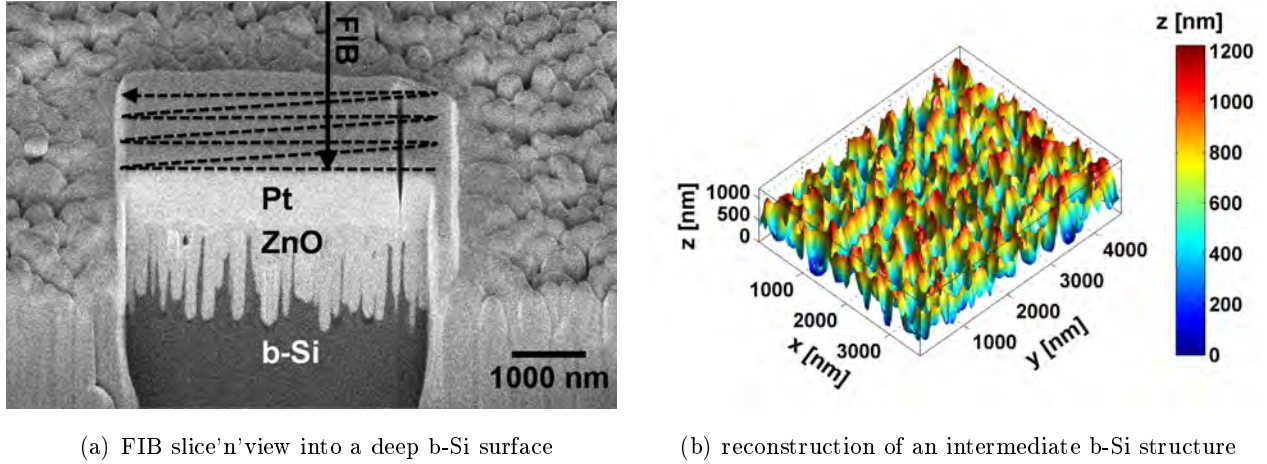 FIB
Pt
ZnO
b-Si
1000 nm
z [nm]
1200
1000
800
600
400
200
0
z [nm]
1000
500
0
x [nm]
1000
2000
3000
y [nm]
1000
2000
3000
4000
(a) FIB slice'n'view into a deep b-Si surface
(b) reconstruction of an intermediate b-Si structure